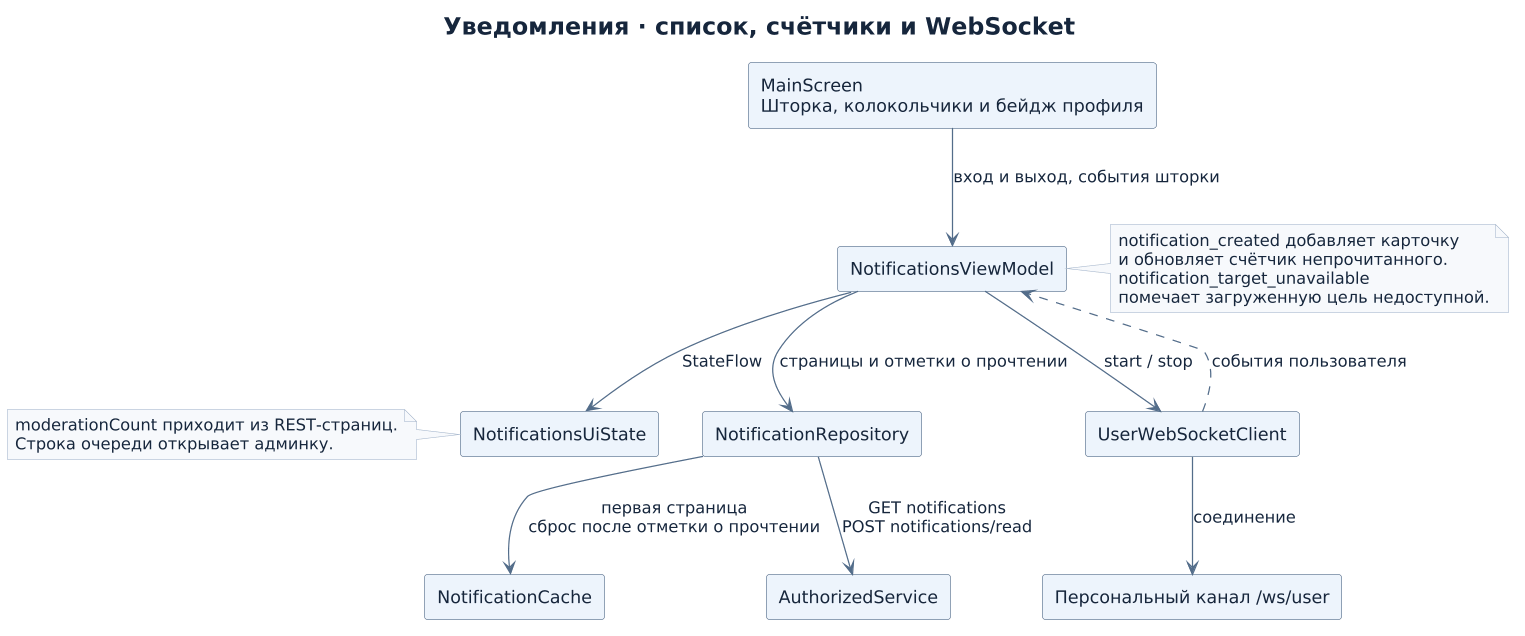 Уведомления · список, счётчики и WebSocket
MainScreen
Шторка, колокольчики и бейдж профиля
вход и выход, события шторки
NotificationsViewModel
notification_created добавляет карточку
и обновляет счётчик непрочитанного.
notification_target_unavailable
помечает загруженную цель недоступной.
StateFlow
страницы и отметки о прочтении
start / stop
события пользователя
moderationCount приходит из REST-страниц.
Строка очереди открывает админку.
NotificationsUiState
NotificationRepository
UserWebSocketClient
первая страница
сброс после отметки о прочтении
GET notifications
POST notifications/read
соединение
NotificationCache
AuthorizedService
Персональный канал /ws/user